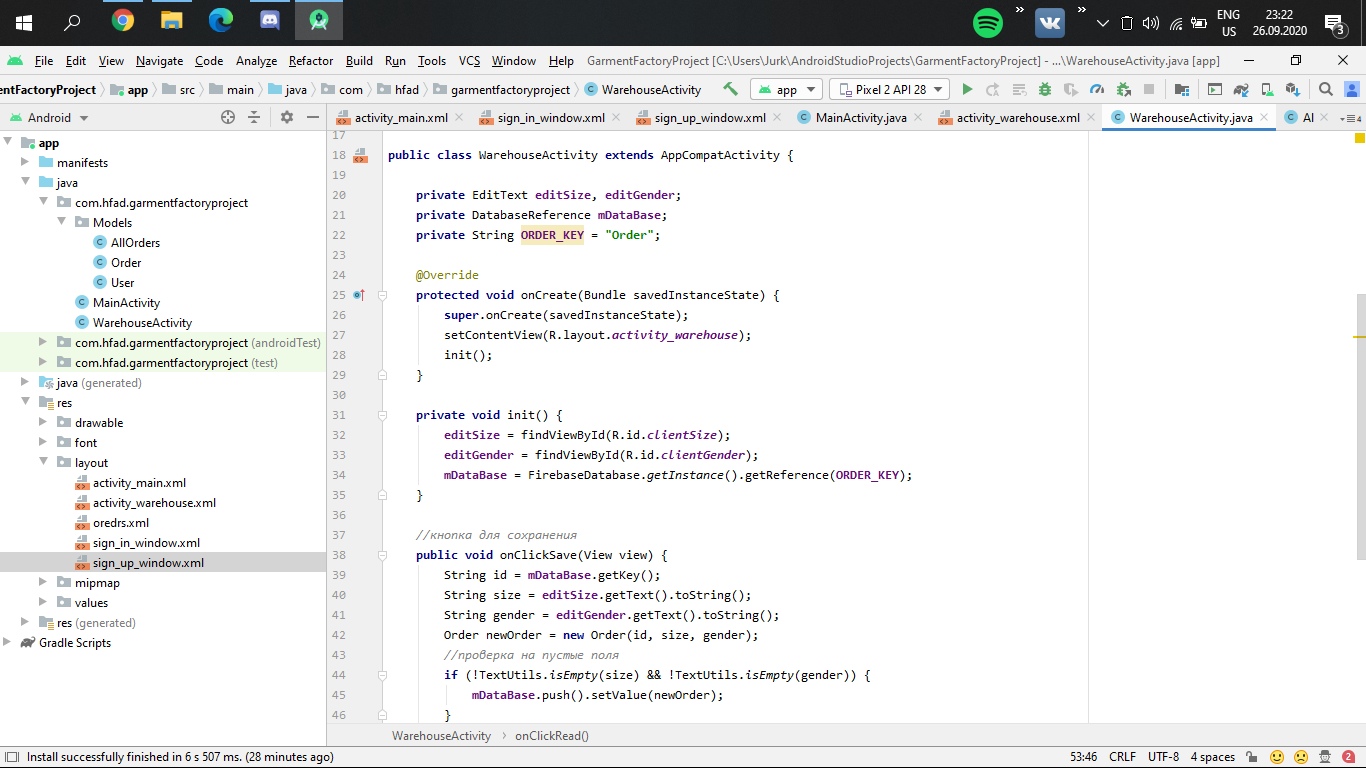 ENG
23:22
US
26.09.2020
3
File Edit View Navigate Code Analyze Refactor Build Run Tools VCS Window Help GarmentFactoryProject [C:\Users\Jurk\AndroidStudioProjects\GarmentFactoryProject] - ...\WarehouseActivity.java [app]
entFactoryProject app src main java com hfad garmentfactoryproject WarehouseActivity app Pixel 2 API 28
Android activity_main.xml sign_in_window.xml sign_up_window.xml MainActivity.java activity_warehouse.xml WarehouseActivity.java Al 4
app
manifests
java
com.hfad.garmentfactoryproject
Models
AllOrders
Order
User
MainActivity
WarehouseActivity
com.hfad.garmentfactoryproject (androidTest)
com.hfad.garmentfactoryproject (test)
java (generated)
res
drawable
font
layout
activity_main.xml
activity_warehouse.xml
oredrs.xml
sign_in_window.xml
sign_up_window.xml
mipmap
values
res (generated)
Gradle Scripts
17
18 public class WarehouseActivity extends AppCompatActivity {
19
20 private EditText editSize, editGender;
21 private DatabaseReference mDataBase;
22 private String ORDER_KEY = "Order";
23
24 @Override
25 protected void onCreate(Bundle savedInstanceState) {
26 super.onCreate(savedInstanceState);
27 setContentView(R.layout.activity_warehouse);
28 init();
29 }
30
31 private void init() {
32 editSize = findViewById(R.id.clientSize);
33 editGender = findViewById(R.id.clientGender);
34 mDataBase = FirebaseDatabase.getInstance().getReference(ORDER_KEY);
35 }
36
37 //кнопка для сохранения
38 public void onClickSave(View view) {
39 String id = mDataBase.getKey();
40 String size = editSize.getText().toString();
41 String gender = editGender.getText().toString();
42 Order newOrder = new Order(id, size, gender);
43 //проверка на пустые поля
44 if (!TextUtils.isEmpty(size) && !TextUtils.isEmpty(gender)) {
45 mDataBase.push().setValue(newOrder);
46 }
WarehouseActivity onClickRead()
Install successfully finished in 6 s 507 ms. (28 minutes ago) 53:46 CRLF UTF-8 4 spaces 2